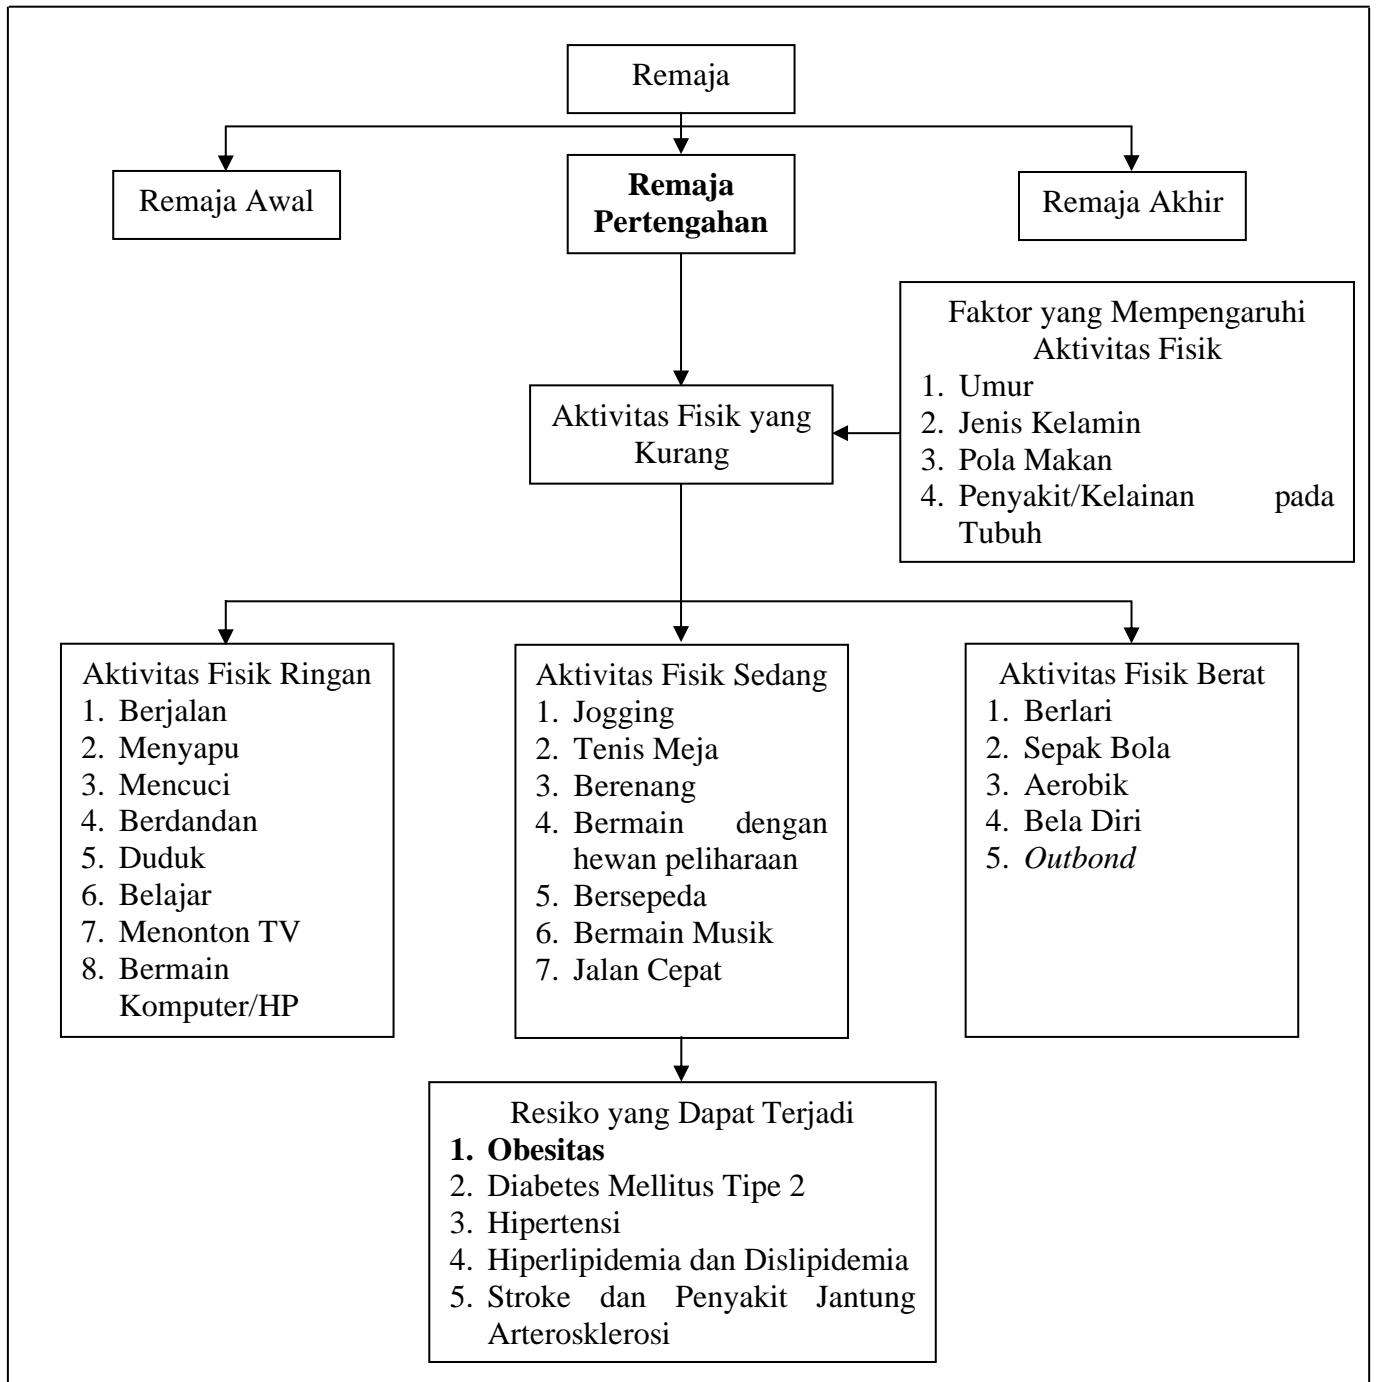 Remaja
Remaja Awal
Remaja
Pertengahan
Remaja Akhir
Faktor yang Mempengaruhi
Aktivitas Fisik
1. Umur
2. Jenis Kelamin
3. Pola Makan
4. Penyakit/Kelainan pada
Tubuh
Aktivitas Fisik yang
Kurang
Aktivitas Fisik Ringan
1. Berjalan
2. Menyapu
3. Mencuci
4. Berdandan
5. Duduk
6. Belajar
7. Menonton TV
8. Bermain
Komputer/HP
Aktivitas Fisik Sedang
1. Jogging
2. Tenis Meja
3. Berenang
4. Bermain dengan
hewan peliharaan
5. Bersepeda
6. Bermain Musik
7. Jalan Cepat
Aktivitas Fisik Berat
1. Berlari
2. Sepak Bola
3. Aerobik
4. Bela Diri
5. Outbond
Resiko yang Dapat Terjadi
1. Obesitas
2. Diabetes Mellitus Tipe 2
3. Hipertensi
4. Hiperlipidemia dan Dislipidemia
5. Stroke dan Penyakit Jantung
Arterosklerosi